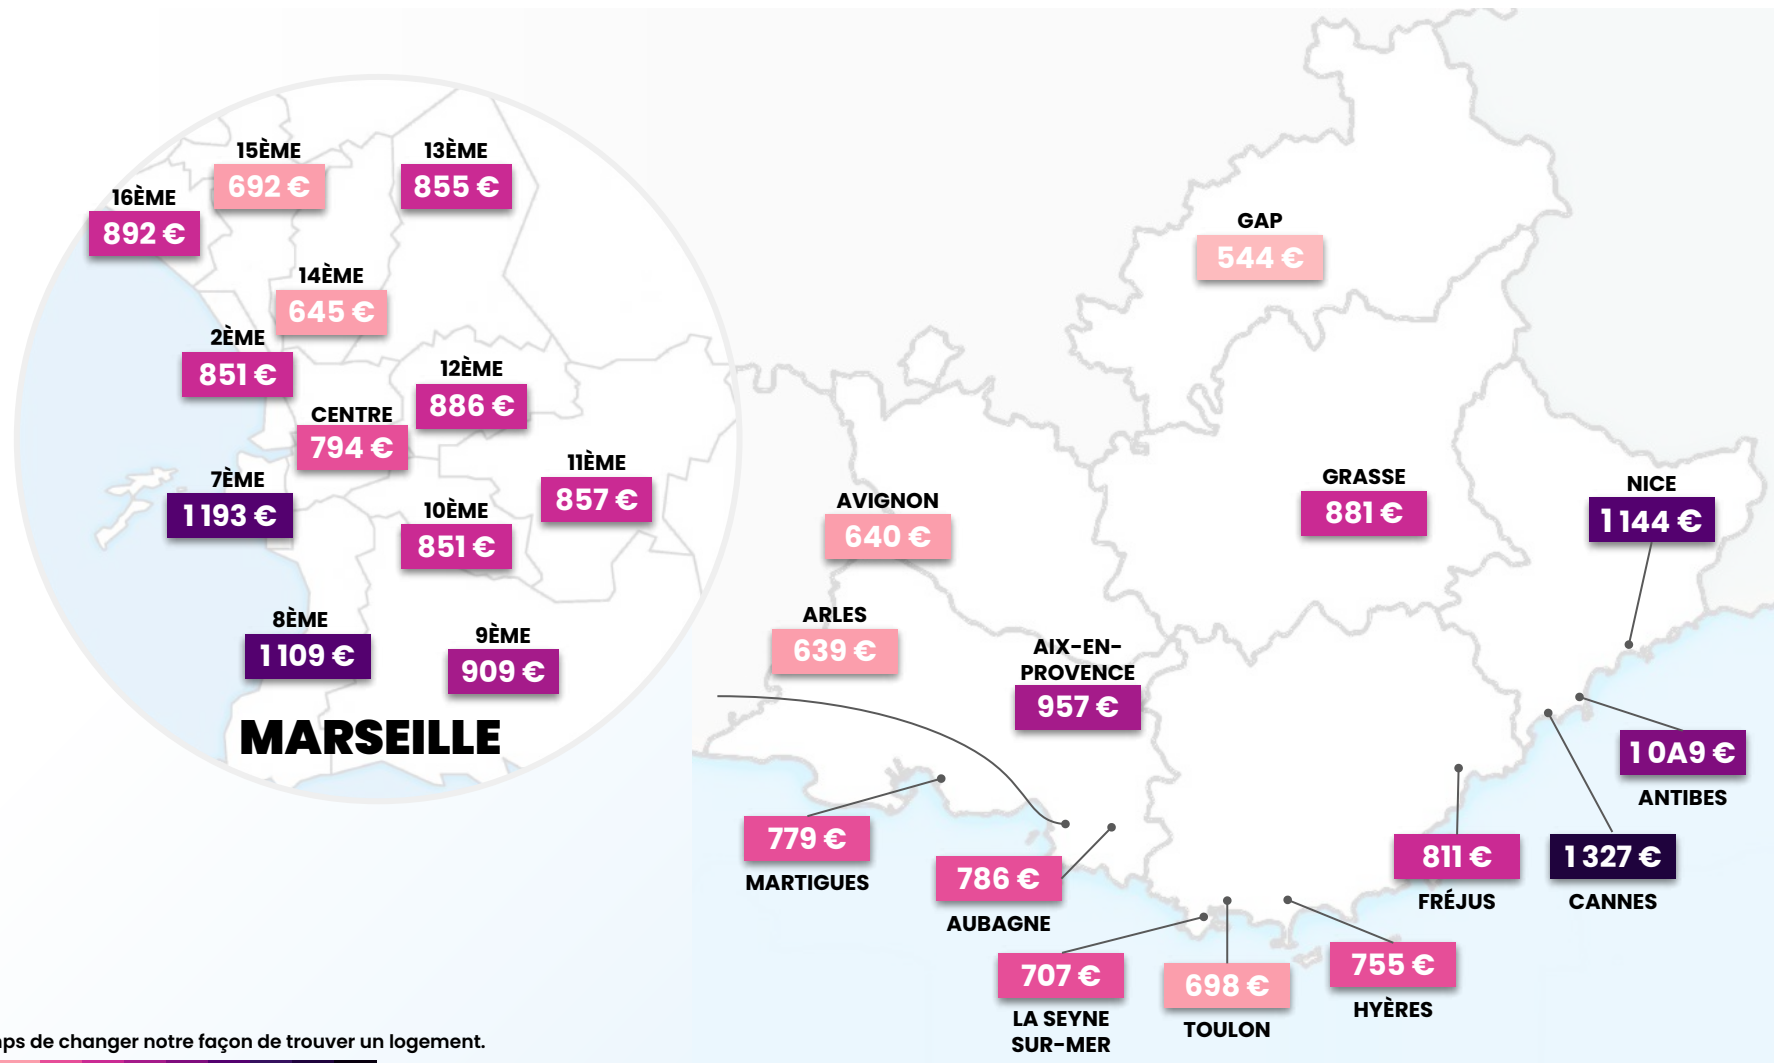 15ÈME
692 €
13ÈME
855 €
16ÈME
892 €
14ÈME
645 €
2ÈME
851 €
12ÈME
886 €
CENTRE
794 €
11ÈME
857 €
7ÈME
1 193 €
10ÈME
851 €
8ÈME
1 109 €
9ÈME
909 €
MARSEILLE
GAP
544 €
GRASSE
881 €
NICE
1 144 €
AVIGNON
640 €
ARLES
639 €
AIX-EN-
PROVENCE
957 €
1 0A9 €
ANTIBES
779 €
MARTIGUES
786 €
AUBAGNE
811 €
FRÉJUS
1 327 €
CANNES
707 €
LA SEYNE
SUR-MER
698 €
TOULON
755 €
HYÈRES
ps de changer notre façon de trouver un logement.